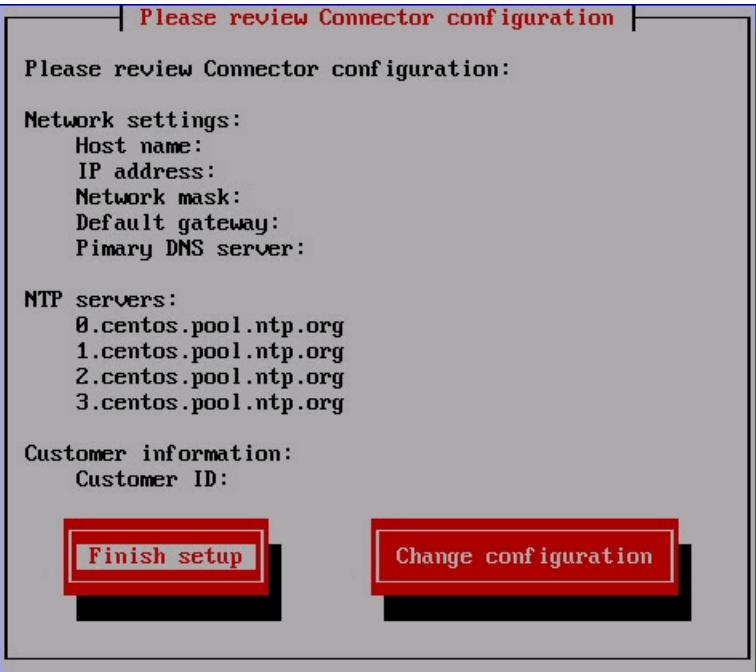 Please review Connector configuration
Please review Connector configuration:
Network settings:
Host name:
IP address:
Network mask:
Default gateway:
Pimary DNS server:
NTP servers:
0.centos.pool.ntp.org
1.centos.pool.ntp.org
2.centos.pool.ntp.org
3.centos.pool.ntp.org
Customer information:
Customer ID:
Finish setup Change configuration